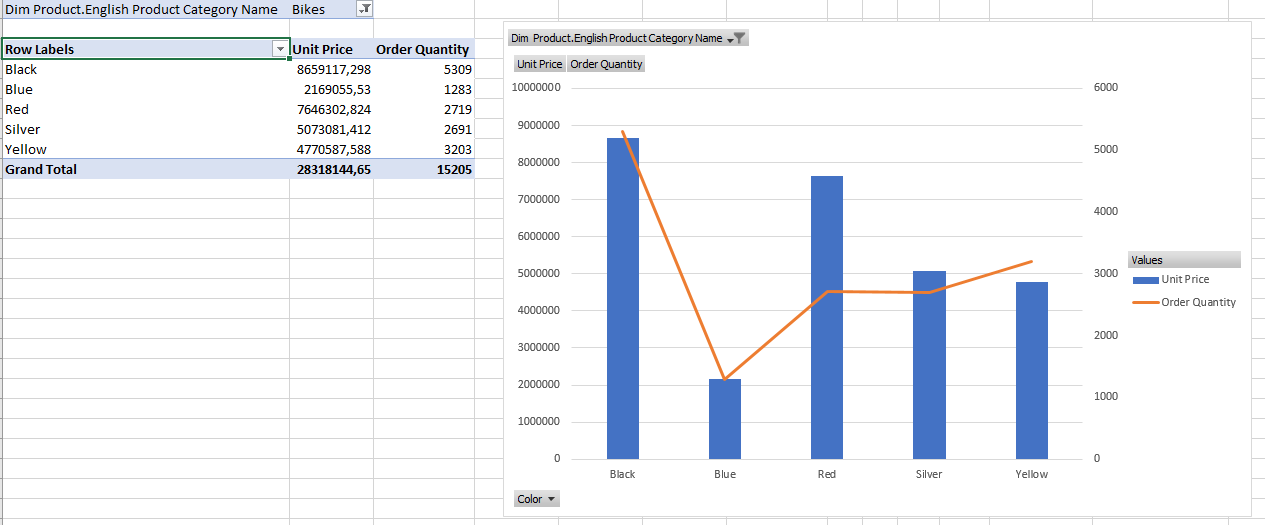 Dim Product.English Product Category Name Bikes
Row Labels Unit Price Order Quantity
Black 8659117,298 5309
Blue 2169055,53 1283
Red 7646302,824 2719
Silver 5073081,412 2691
Yellow 4770587,588 3203
Grand Total 28318144,65 15205
Dim Product.English Product Category Name
Unit Price Order Quantity
10000000 6000
9000000
8000000 5000
7000000
6000000 4000
5000000 3000
4000000
3000000 2000
2000000
1000000 1000
0 0
Black Blue Red Silver Yellow
Values
Unit Price
Order Quantity
Color